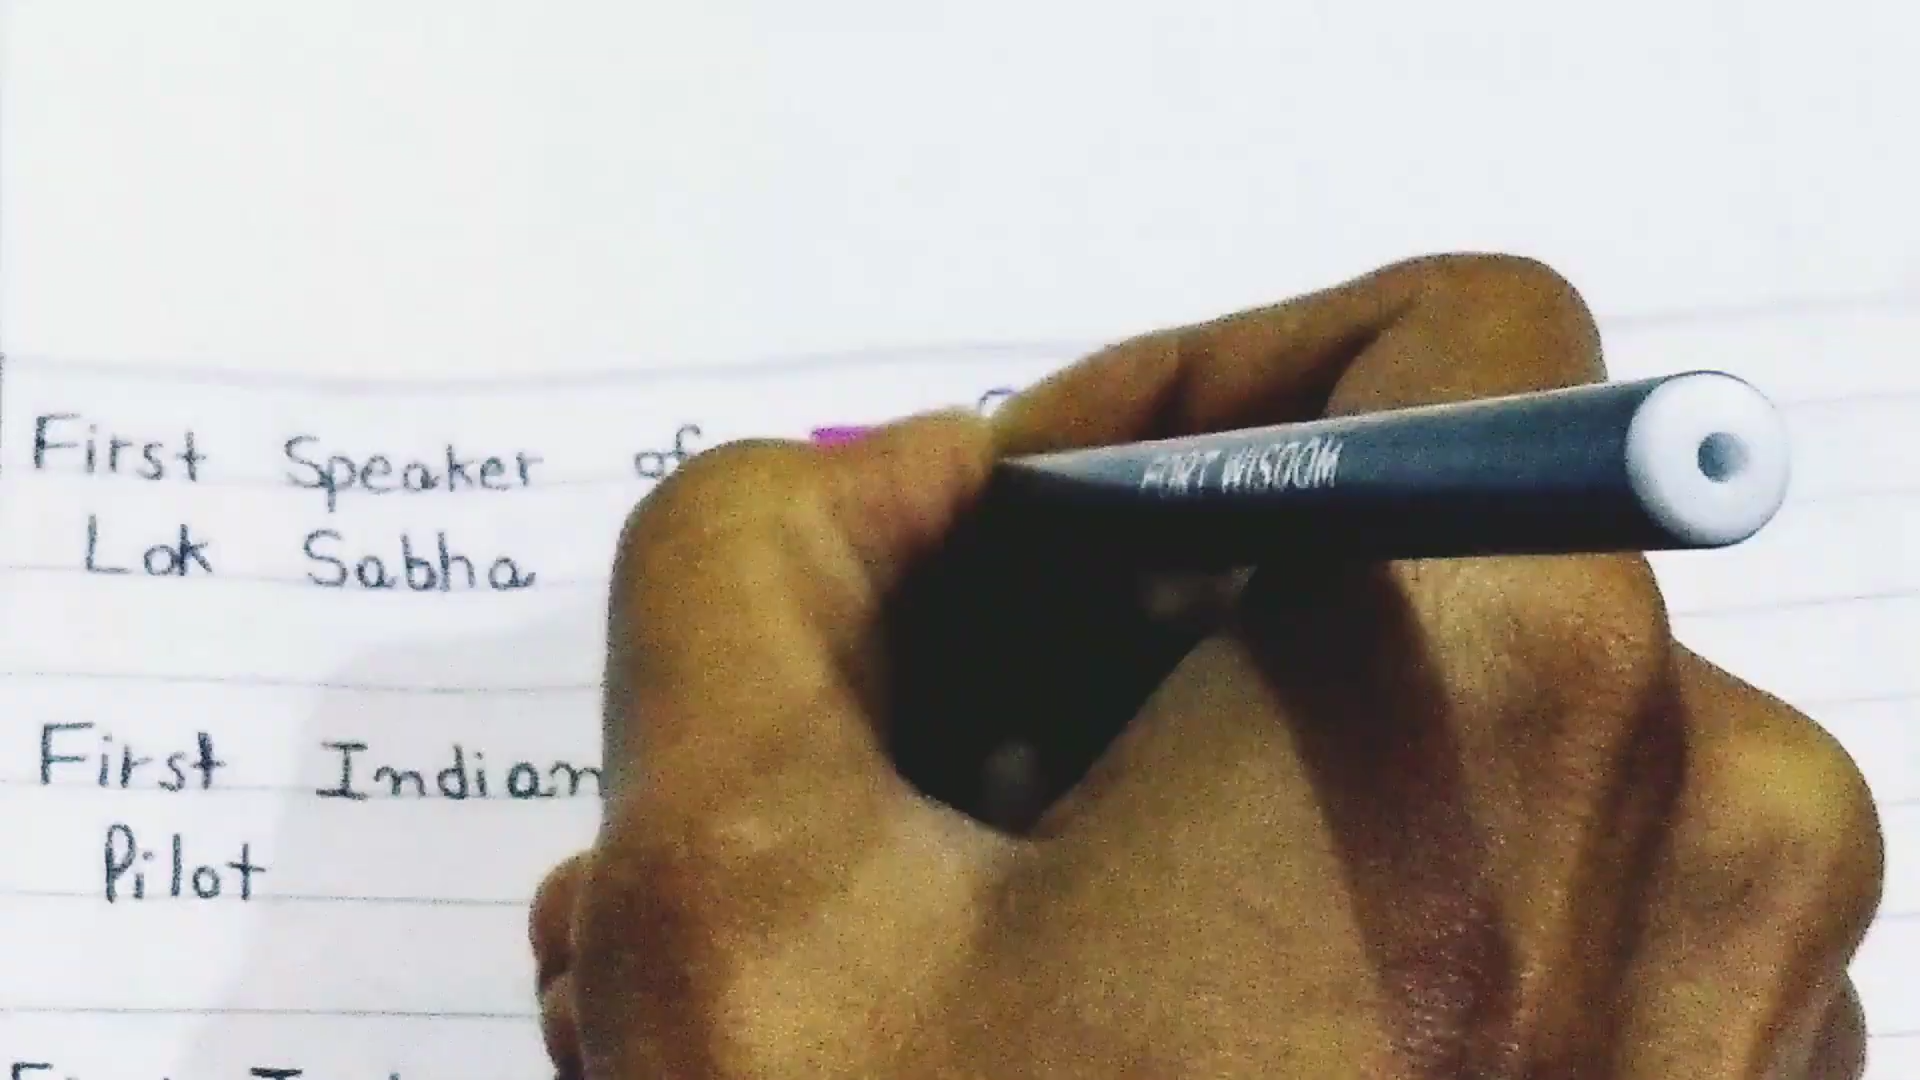 First Speaker of
Lok Sabha
FORT WISDOM
First Indian
Pilot